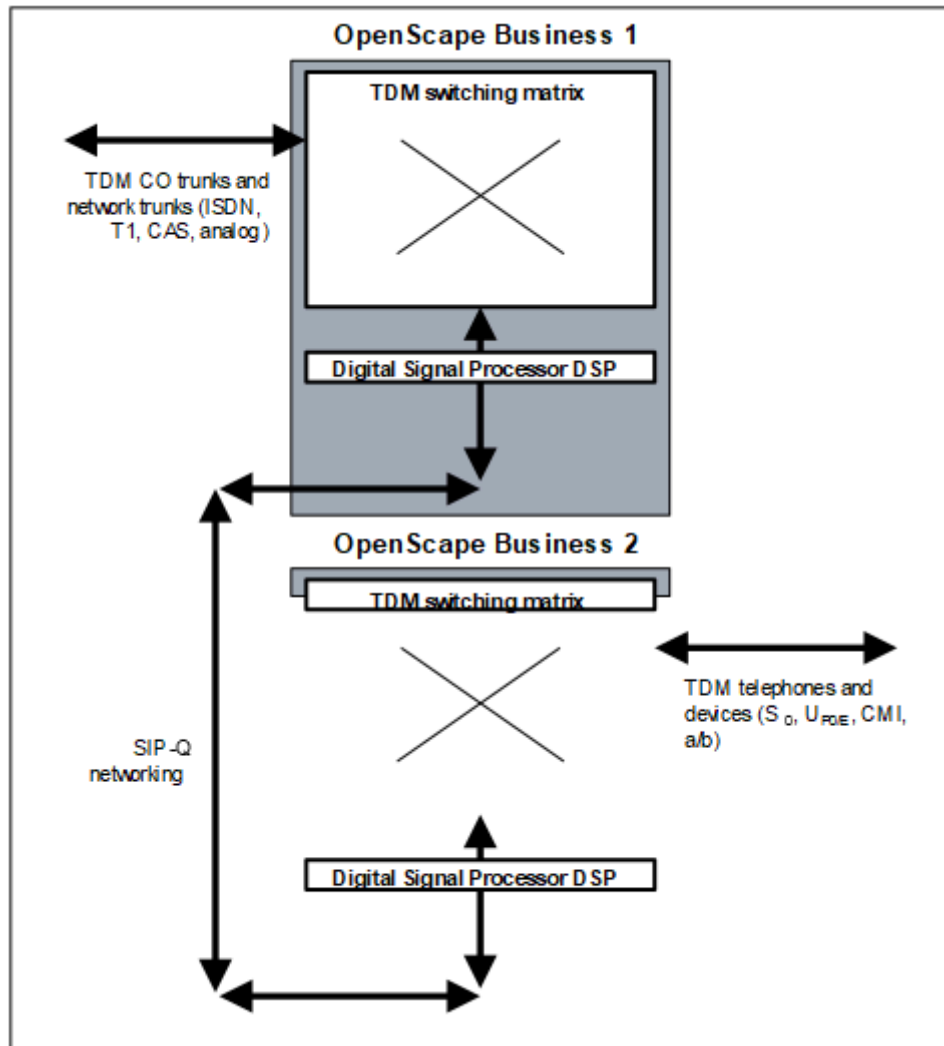 OpenScape Business 1
TDM switching matrix
TDM CO trunks and
network trunks (ISDN,
T1, CAS, analog)
Digital Signal Processor DSP
OpenScape Business 2
TDM switching matrix
TDM telephones and
devices (S₀, U_P0/E, CMI,
a/b)
SIP-Q
networking
Digital Signal Processor DSP